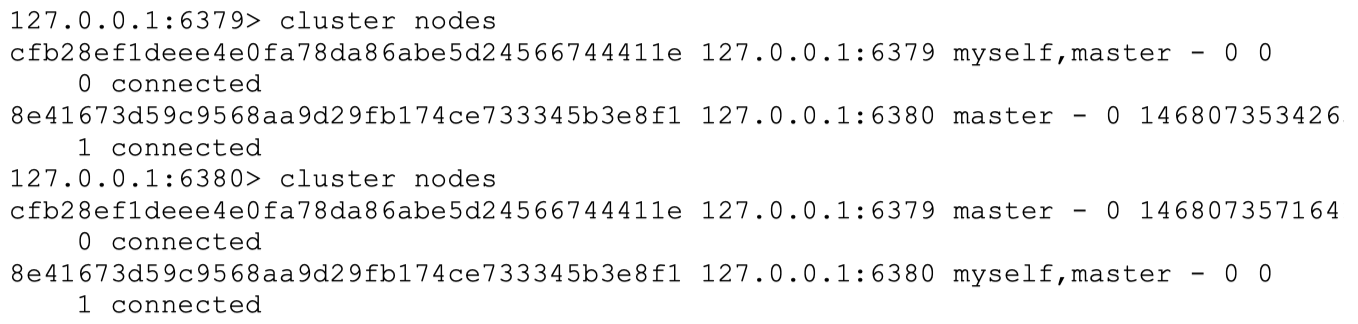 127.0.0.1:6379> cluster nodes
cfb28ef1deee4e0fa78da86abe5d24566744411e 127.0.0.1:6379 myself,master - 0 0
0 connected
8e41673d59c9568aa9d29fb174ce733345b3e8f1 127.0.0.1:6380 master - 0 146807353426
1 connected
127.0.0.1:6380> cluster nodes
cfb28ef1deee4e0fa78da86abe5d24566744411e 127.0.0.1:6379 master - 0 146807357164
0 connected
8e41673d59c9568aa9d29fb174ce733345b3e8f1 127.0.0.1:6380 myself,master - 0 0
1 connected